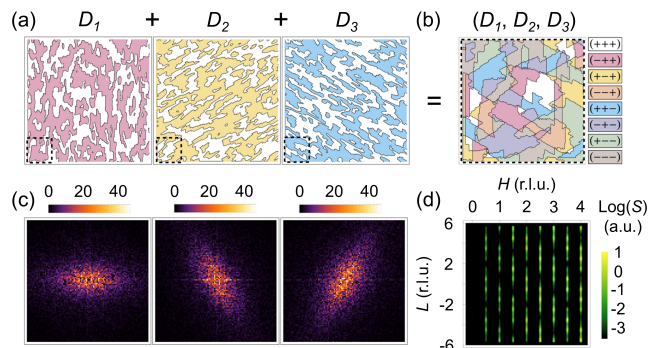 (a) D1 + D2 + D3 (b) (D1, D2, D3)
=
(+++)
(−++)
(+−+)
(−−+)
(++−)
(−+−)
(+−−)
(−−−)
(c) 0 20 40 0 20 40 0 20 40
(d) H (r.l.u.)
0 1 2 3 4
Log(S)
(a.u.)
L (r.l.u.)
6
2
-2
-6
1
0
-1
-2
-3